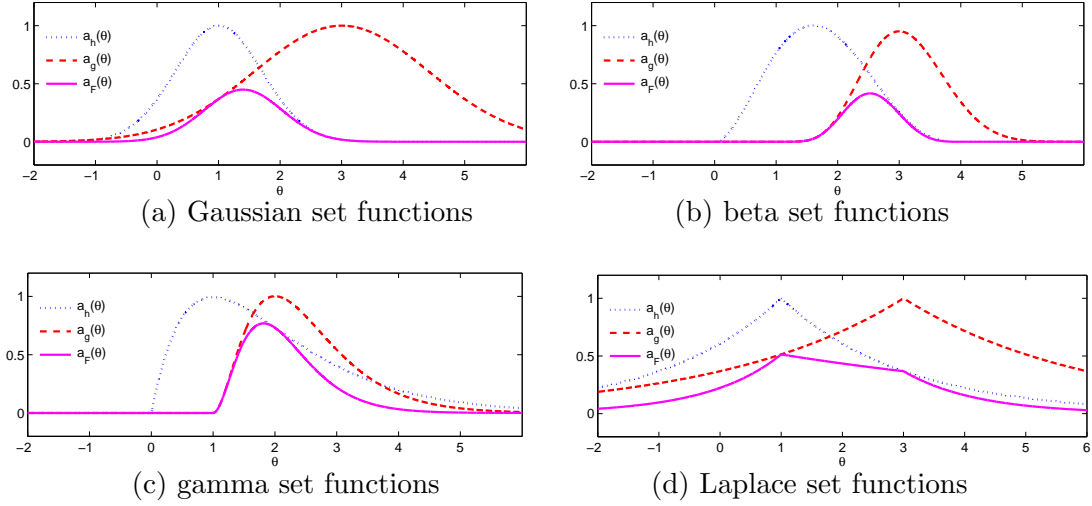 1
a_h(θ)
a_g(θ)
0.5
a_F(θ)
0
−2 −1 0 1 2 3 4 5
θ
(a) Gaussian set functions
1
a_h(θ)
a_g(θ)
0.5
a_F(θ)
0
−2 −1 0 1 2 3 4 5
θ
(b) beta set functions
1
a_h(θ)
a_g(θ)
0.5
a_F(θ)
0
−2 −1 0 1 2 3 4 5
θ
(c) gamma set functions
1
a_h(θ)
a_g(θ)
0.5
a_F(θ)
0
−2 −1 0 1 2 3 4 5 6
θ
(d) Laplace set functions